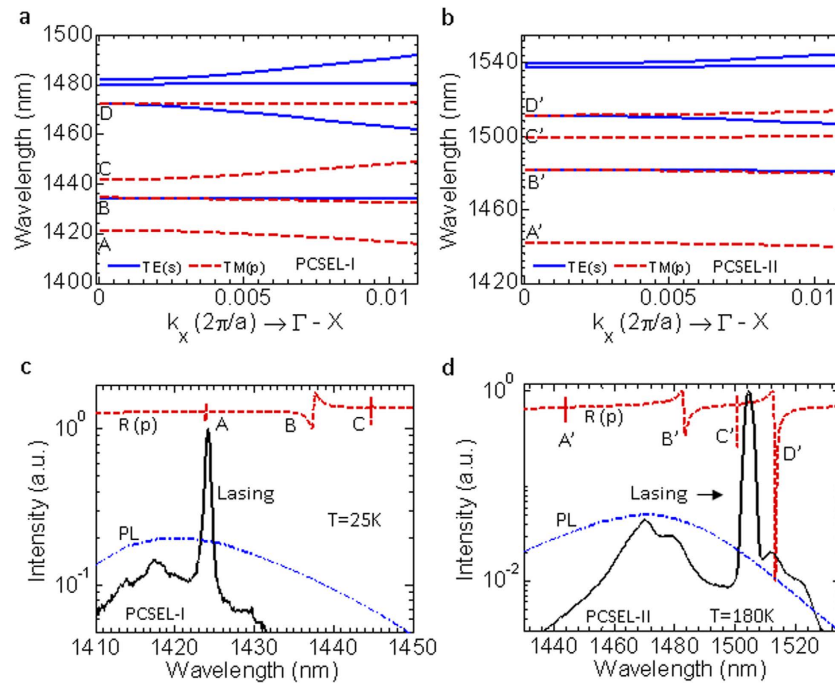 a
1500
1480
1460
1440
1420
1400
Wavelength (nm)
D
C
B
A
TE(s) TM(p) PCSEL-I
0 0.005 0.01
k_x (2π/a) → Γ - X
b
1540
1500
1460
1420
Wavelength (nm)
D'
C'
B'
A'
TE(s) TM(p) PCSEL-II
0 0.005 0.01
k_x (2π/a) → Γ - X
c
10^0
10^-1
Intensity (a.u.)
R (p) A B C
Lasing
PL
T=25K
PCSEL-I
1410 1420 1430 1440 1450
Wavelength (nm)
d
10^0
10^-2
Intensity (a.u.)
R (p)
A' B' C' D'
Lasing →
PL
PCSEL-II T=180K
1440 1460 1480 1500 1520
Wavelength (nm)